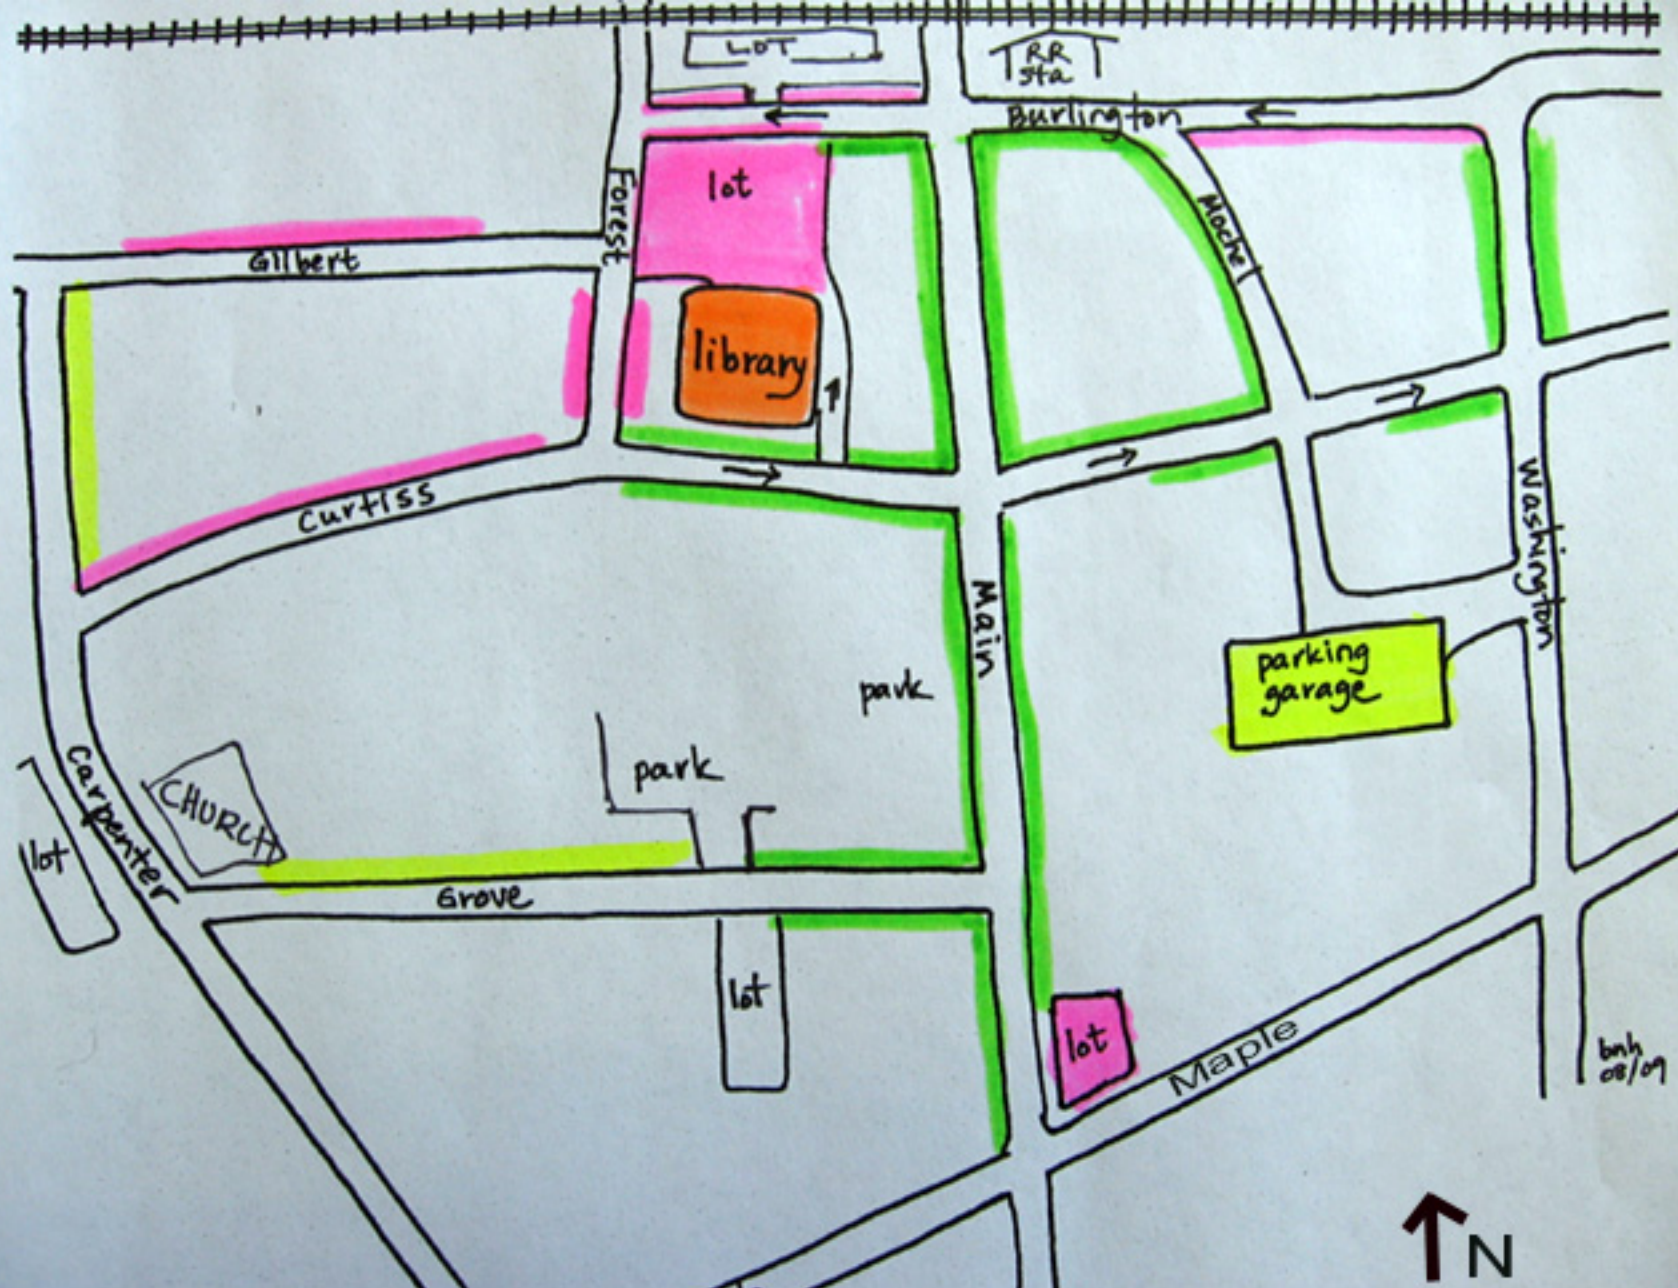 LOT
RR
sta
Burlington
lot
Forest
Mochel
Gilbert
library
Curtiss
Washington
Main
parking
garage
park
park
Carpenter
CHURCH
lot
Grove
lot
lot
Maple
bnh
08/09
N